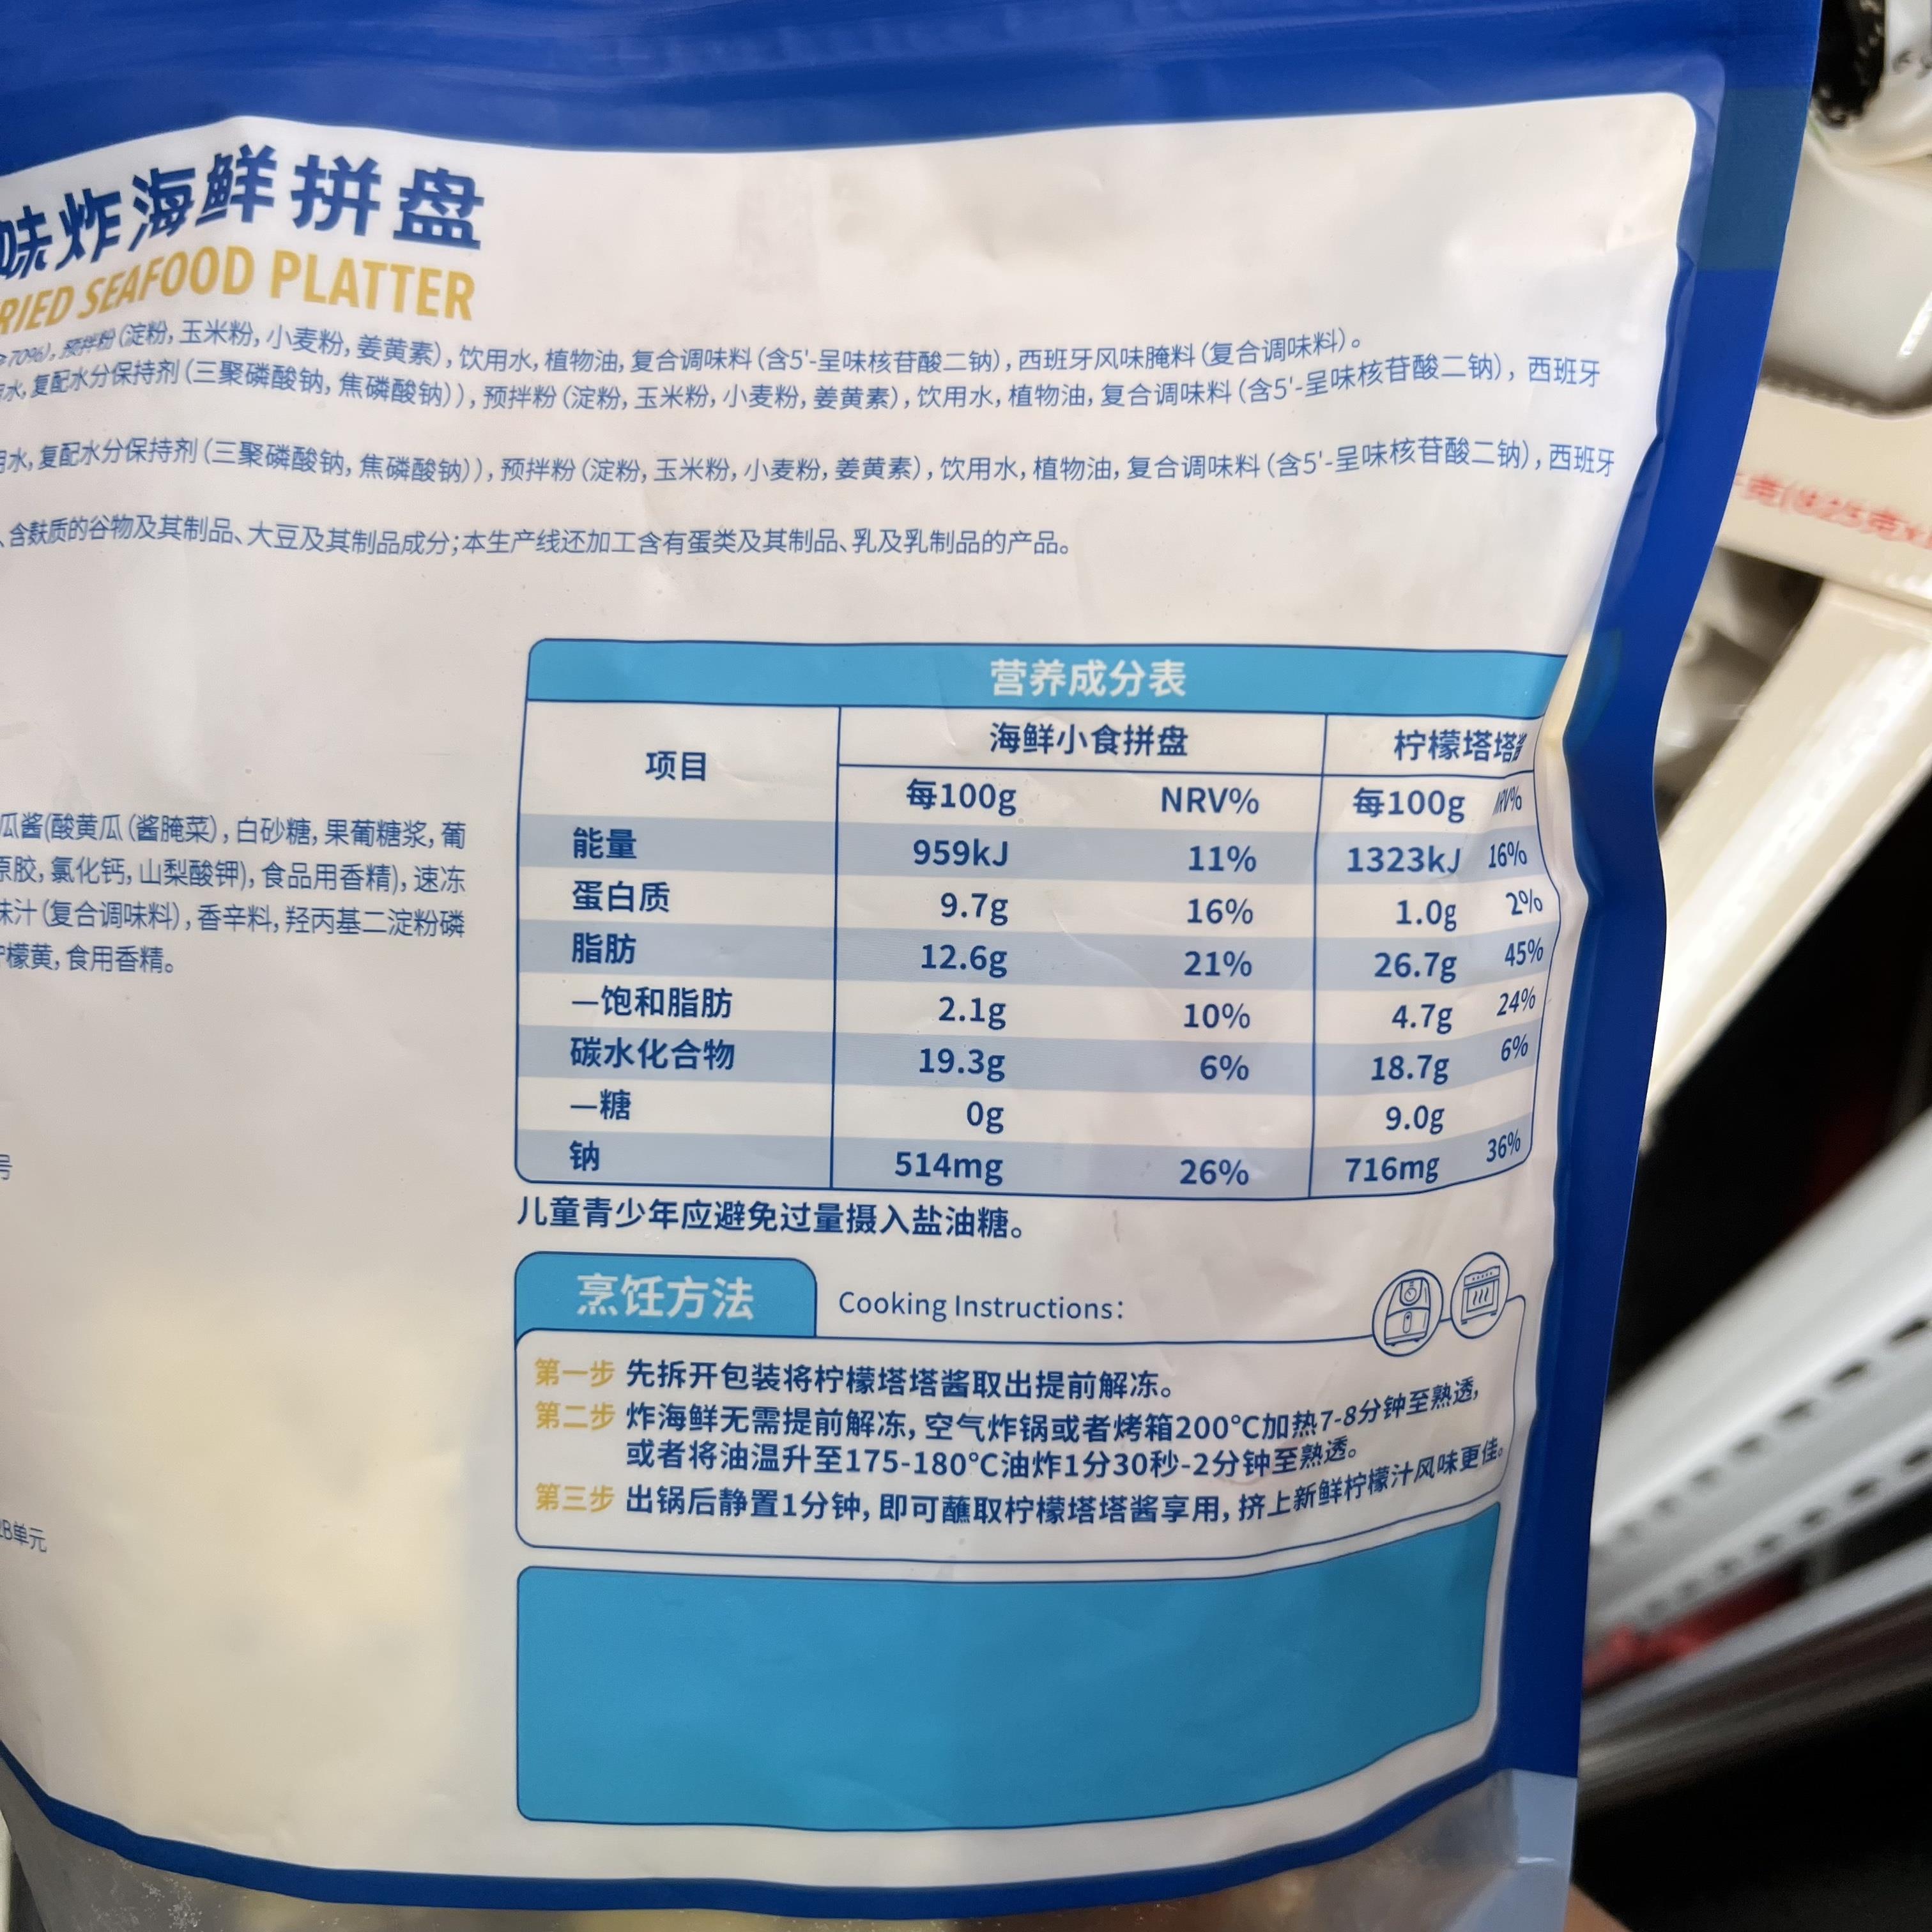 味炸海鲜拼盘
RIED SEAFOOD PLATTER
≥70%), 预拌粉(淀粉, 玉米粉, 小麦粉, 姜黄素), 饮用水, 植物油, 复合调味料(含5'-呈味核苷酸二钠), 西班牙风味腌料(复合调味料)。
水, 复配水分保持剂(三聚磷酸钠, 焦磷酸钠)), 预拌粉(淀粉, 玉米粉, 小麦粉, 姜黄素), 饮用水, 植物油, 复合调味料(含5'-呈味核苷酸二钠), 西班牙
用水, 复配水分保持剂(三聚磷酸钠, 焦磷酸钠)), 预拌粉(淀粉, 玉米粉, 小麦粉, 姜黄素), 饮用水, 植物油, 复合调味料(含5'-呈味核苷酸二钠), 西班牙
、含麸质的谷物及其制品、大豆及其制品成分;本生产线还加工含有蛋类及其制品、乳及乳制品的产品。
瓜酱(酸黄瓜(酱腌菜), 白砂糖, 果葡糖浆, 葡
原胶, 氯化钙, 山梨酸钾), 食品用香精), 速冻
味汁(复合调味料), 香辛料, 羟丙基二淀粉磷
柠檬黄, 食用香精。
号
2B单元
营养成分表
项目 海鲜小食拼盘 柠檬塔塔酱
每100g NRV% 每100g NRV%
能量 959kJ 11% 1323kJ 16%
蛋白质 9.7g 16% 1.0g 2%
脂肪 12.6g 21% 26.7g 45%
—饱和脂肪 2.1g 10% 4.7g 24%
碳水化合物 19.3g 6% 18.7g 6%
—糖 0g 9.0g
钠 514mg 26% 716mg 36%
儿童青少年应避免过量摄入盐油糖。
烹饪方法 Cooking Instructions:
第一步 先拆开包装将柠檬塔塔酱取出提前解冻。
第二步 炸海鲜无需提前解冻, 空气炸锅或者烤箱200°C加热7-8分钟至熟透,
或者将油温升至175-180°C油炸1分30秒-2分钟至熟透。
第三步 出锅后静置1分钟, 即可蘸取柠檬塔塔酱享用, 挤上新鲜柠檬汁风味更佳。